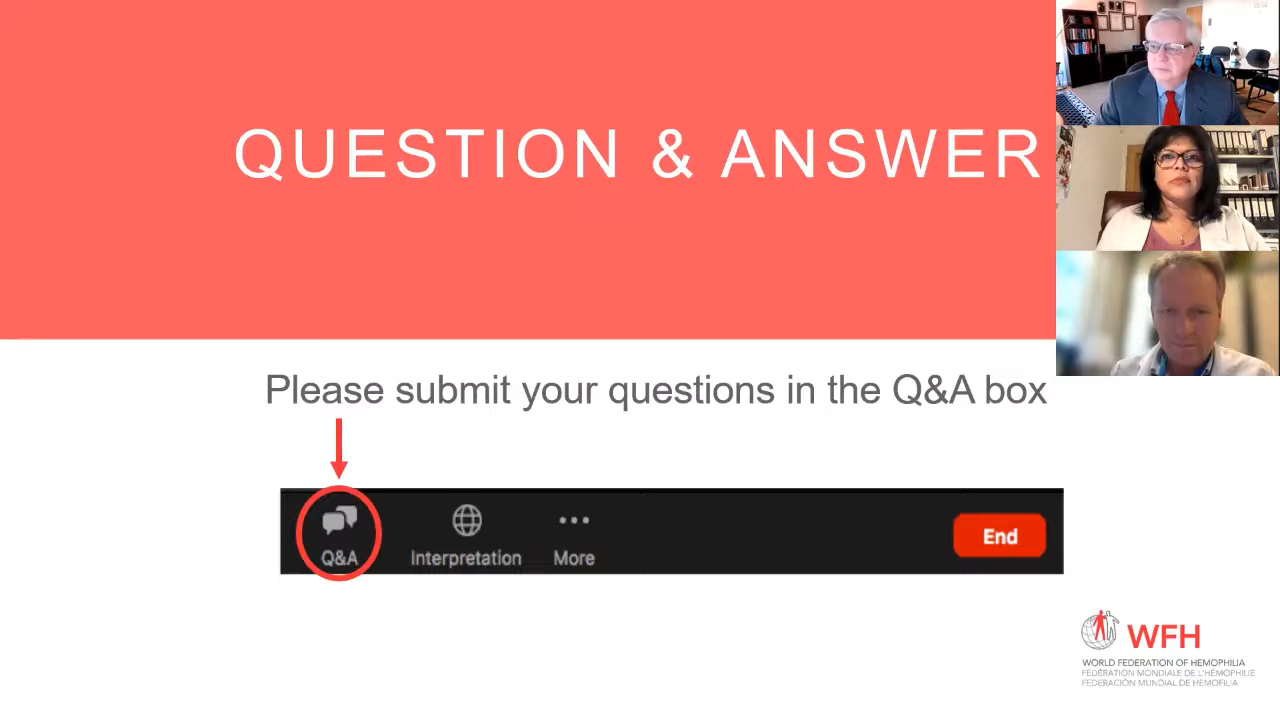 QUESTION & ANSWER
Please submit your questions in the Q&A box
Q&A
Interpretation
More
End
WFH
WORLD FEDERATION OF HEMOPHILIA
FÉDÉRATION MONDIALE DE L'HÉMOPHILIE
FEDERACIÓN MUNDIAL DE HEMOFILIA